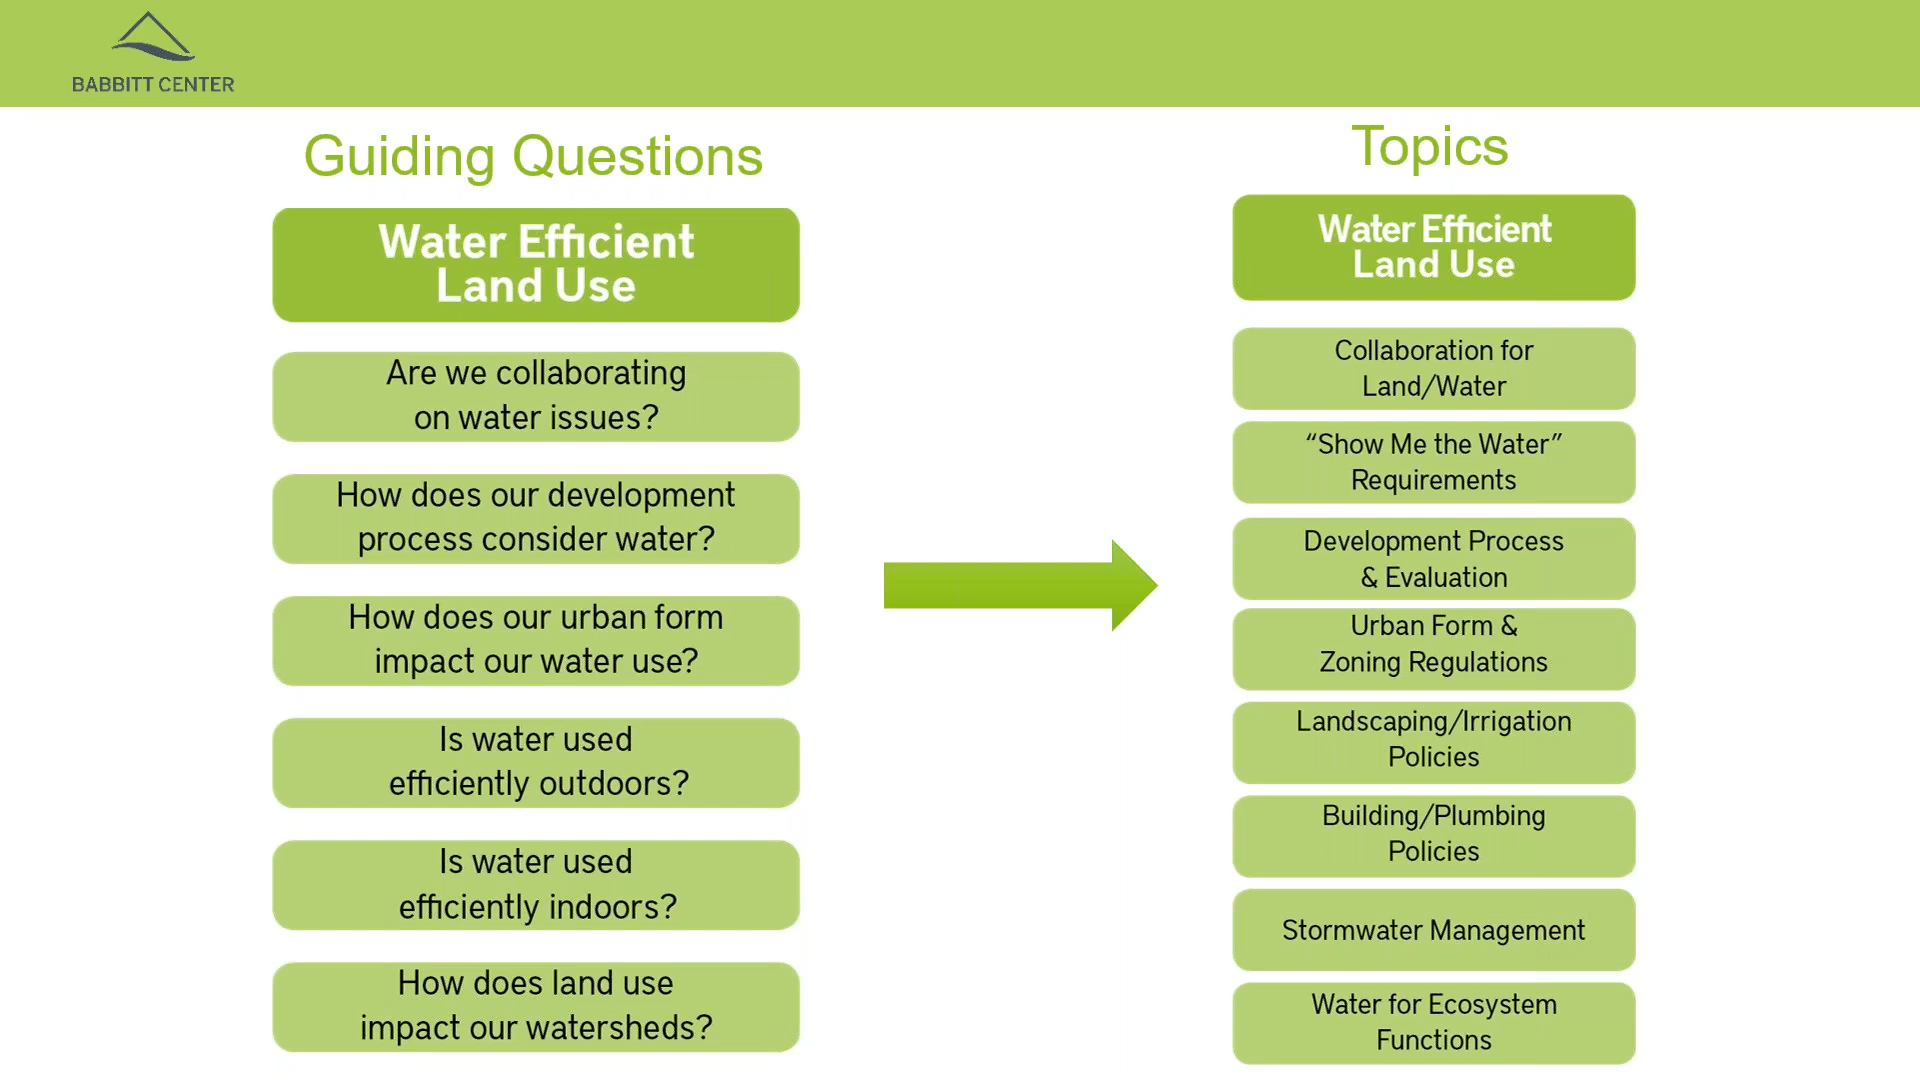 BABBITT CENTER
Guiding Questions
Water Efficient
Land Use
Are we collaborating
on water issues?
How does our development
process consider water?
How does our urban form
impact our water use?
Is water used
efficiently outdoors?
Is water used
efficiently indoors?
How does land use
impact our watersheds?
Topics
Water Efficient
Land Use
Collaboration for
Land/Water
“Show Me the Water”
Requirements
Development Process
& Evaluation
Urban Form &
Zoning Regulations
Landscaping/Irrigation
Policies
Building/Plumbing
Policies
Stormwater Management
Water for Ecosystem
Functions